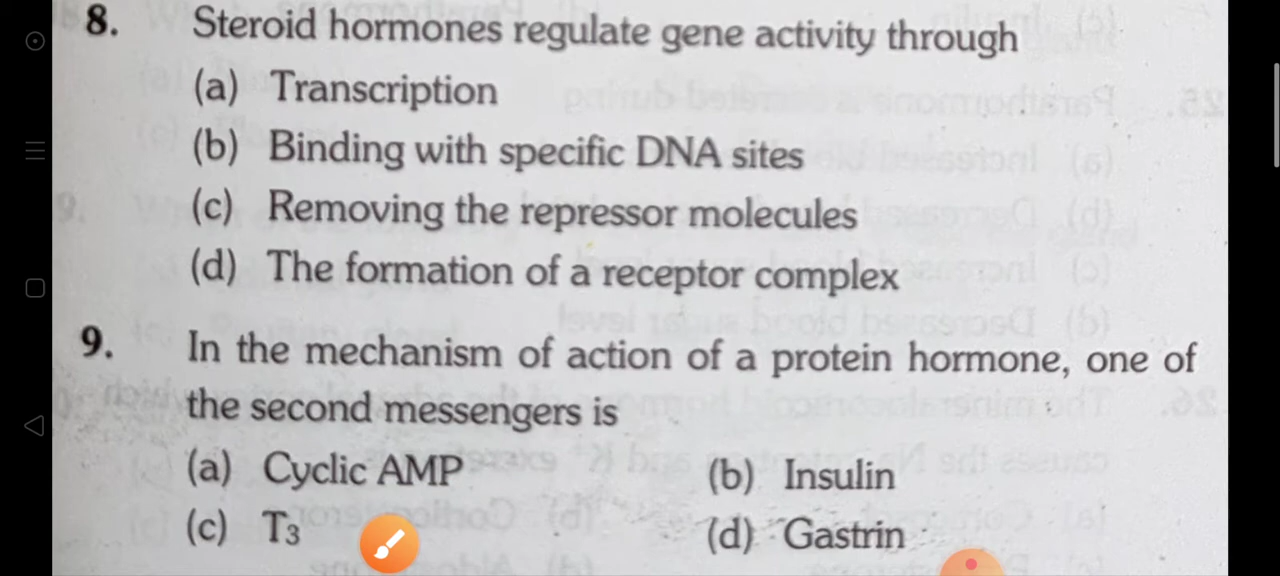 8. Steroid hormones regulate gene activity through
(a) Transcription
(b) Binding with specific DNA sites
(c) Removing the repressor molecules
(d) The formation of a receptor complex
9. In the mechanism of action of a protein hormone, one of
the second messengers is
(a) Cyclic AMP (b) Insulin
(c) T3 (d) Gastrin